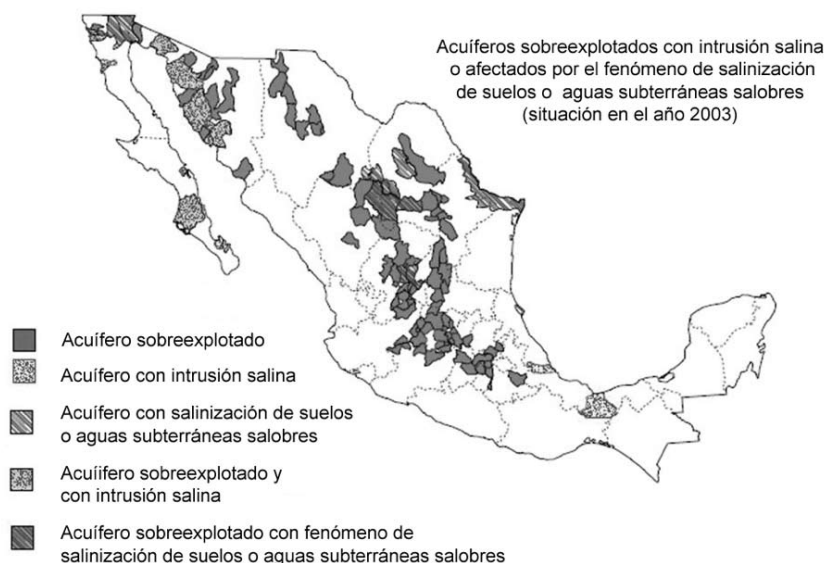 Acuíferos sobreexplotados con intrusión salina
o afectados por el fenómeno de salinización
de suelos o aguas subterráneas salobres
(situación en el año 2003)
Acuífero sobreexplotado
Acuífero con intrusión salina
Acuífero con salinización de suelos
o aguas subterráneas salobres
Acuíifero sobreexplotado y
con intrusión salina
Acuífero sobreexplotado con fenómeno de
salinización de suelos o aguas subterráneas salobres